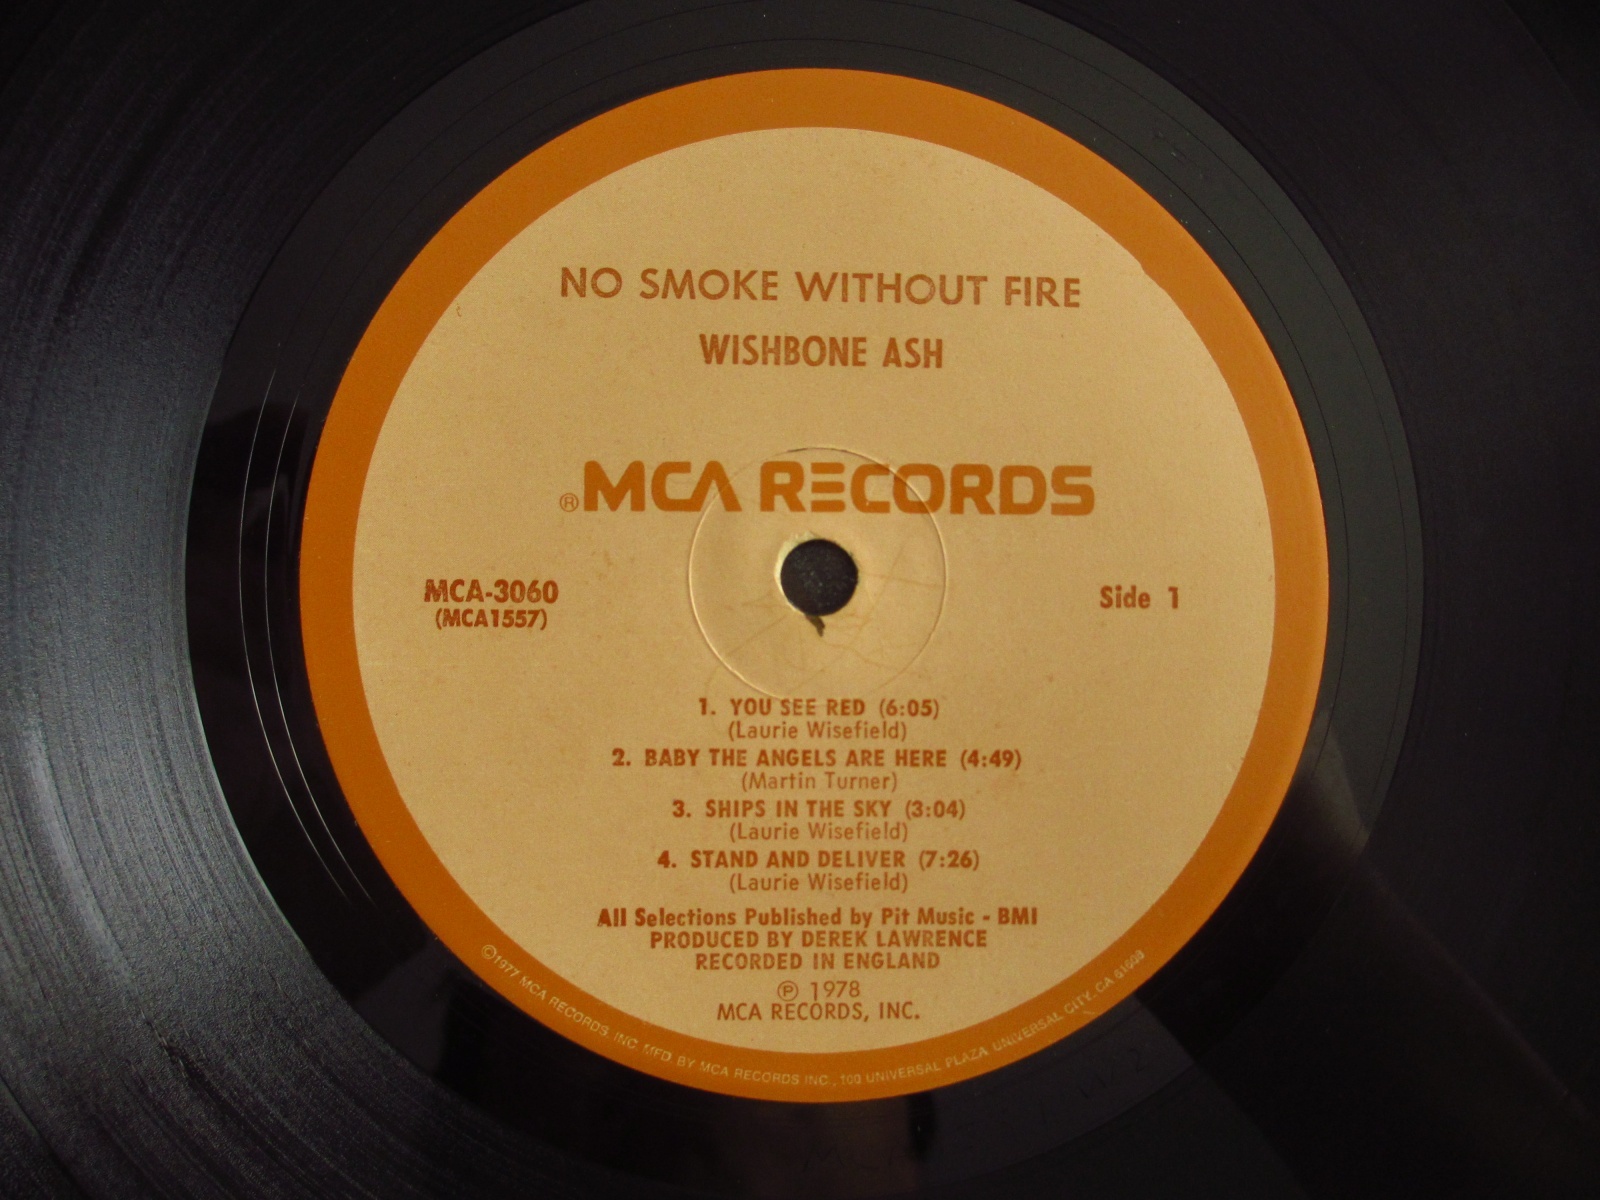 NO SMOKE WITHOUT FIRE
WISHBONE ASH
®MCA RECORDS
MCA-3060
(MCA1557)
Side 1
1. YOU SEE RED (6:05)
(Laurie Wisefield)
2. BABY THE ANGELS ARE HERE (4:49)
(Martin Turner)
3. SHIPS IN THE SKY (3:04)
(Laurie Wisefield)
4. STAND AND DELIVER (7:26)
(Laurie Wisefield)
All Selections Published by Pit Music - BMI
PRODUCED BY DEREK LAWRENCE
RECORDED IN ENGLAND
℗ 1978
MCA RECORDS, INC.
©1977 MCA RECORDS, INC. MFD BY MCA RECORDS INC., 100 UNIVERSAL PLAZA UNIVERSAL CITY, CA 91608